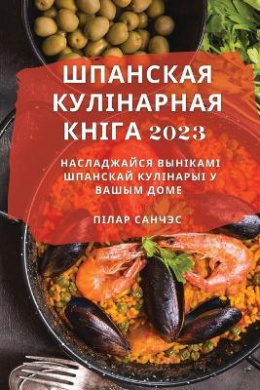 ШПАНСКАЯ
КУЛІНАРНАЯ
КНІГА 2023
НАСЛАДЖАЙСЯ ВЫНІКАМІ
ШПАНСКАЙ КУЛІНАРЫІ У
ВАШЫМ ДОМЕ
ПІЛАР САНЧЭС